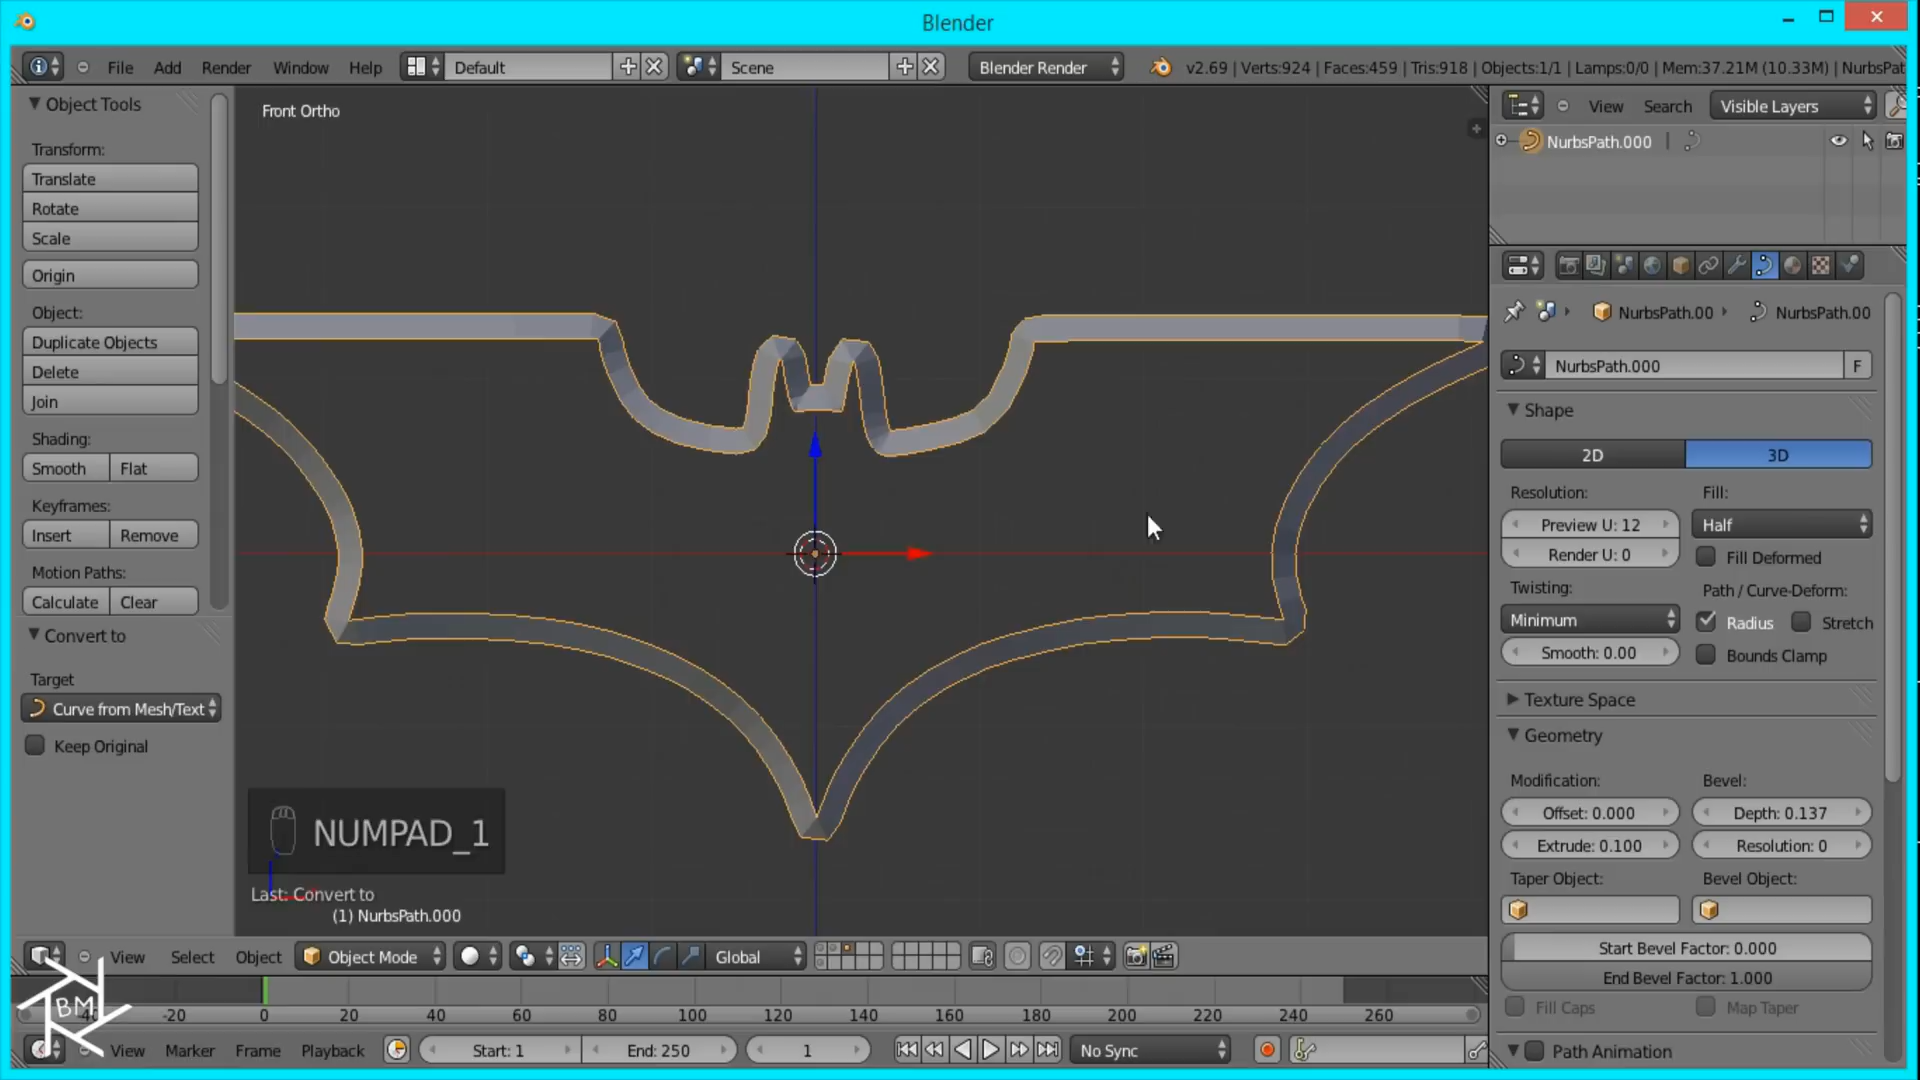 Blender
File Add Render Window Help Default Scene Blender Render v2.69 | Verts:924 | Faces:459 | Tris:918 | Objects:1/1 | Lamps:0/0 | Mem:37.21M (10.33M) | NurbsPat
Object Tools
Transform:
Translate
Rotate
Scale
Origin
Object:
Duplicate Objects
Delete
Join
Shading:
Smooth Flat
Keyframes:
Insert Remove
Motion Paths:
Calculate Clear
Convert to
Target
Curve from Mesh/Text
Keep Original
Front Ortho
NUMPAD_1
Last: Convert to
(1) NurbsPath.000
View Search Visible Layers
NurbsPath.000
NurbsPath.00 NurbsPath.00
NurbsPath.000 F
Shape
2D 3D
Resolution: Fill:
Preview U: 12 Half
Render U: 0 Fill Deformed
Twisting: Path / Curve-Deform:
Minimum Radius Stretch
Smooth: 0.00 Bounds Clamp
Texture Space
Geometry
Modification: Bevel:
Offset: 0.000 Depth: 0.137
Extrude: 0.100 Resolution: 0
Taper Object: Bevel Object:
Start Bevel Factor: 0.000
End Bevel Factor: 1.000
Fill Caps Map Taper
Path Animation
View Select Object Object Mode Global
-40 -20 0 20 40 60 80 100 120 140 160 180 200 220 240 260
View Marker Frame Playback Start: 1 End: 250 1 No Sync
BM